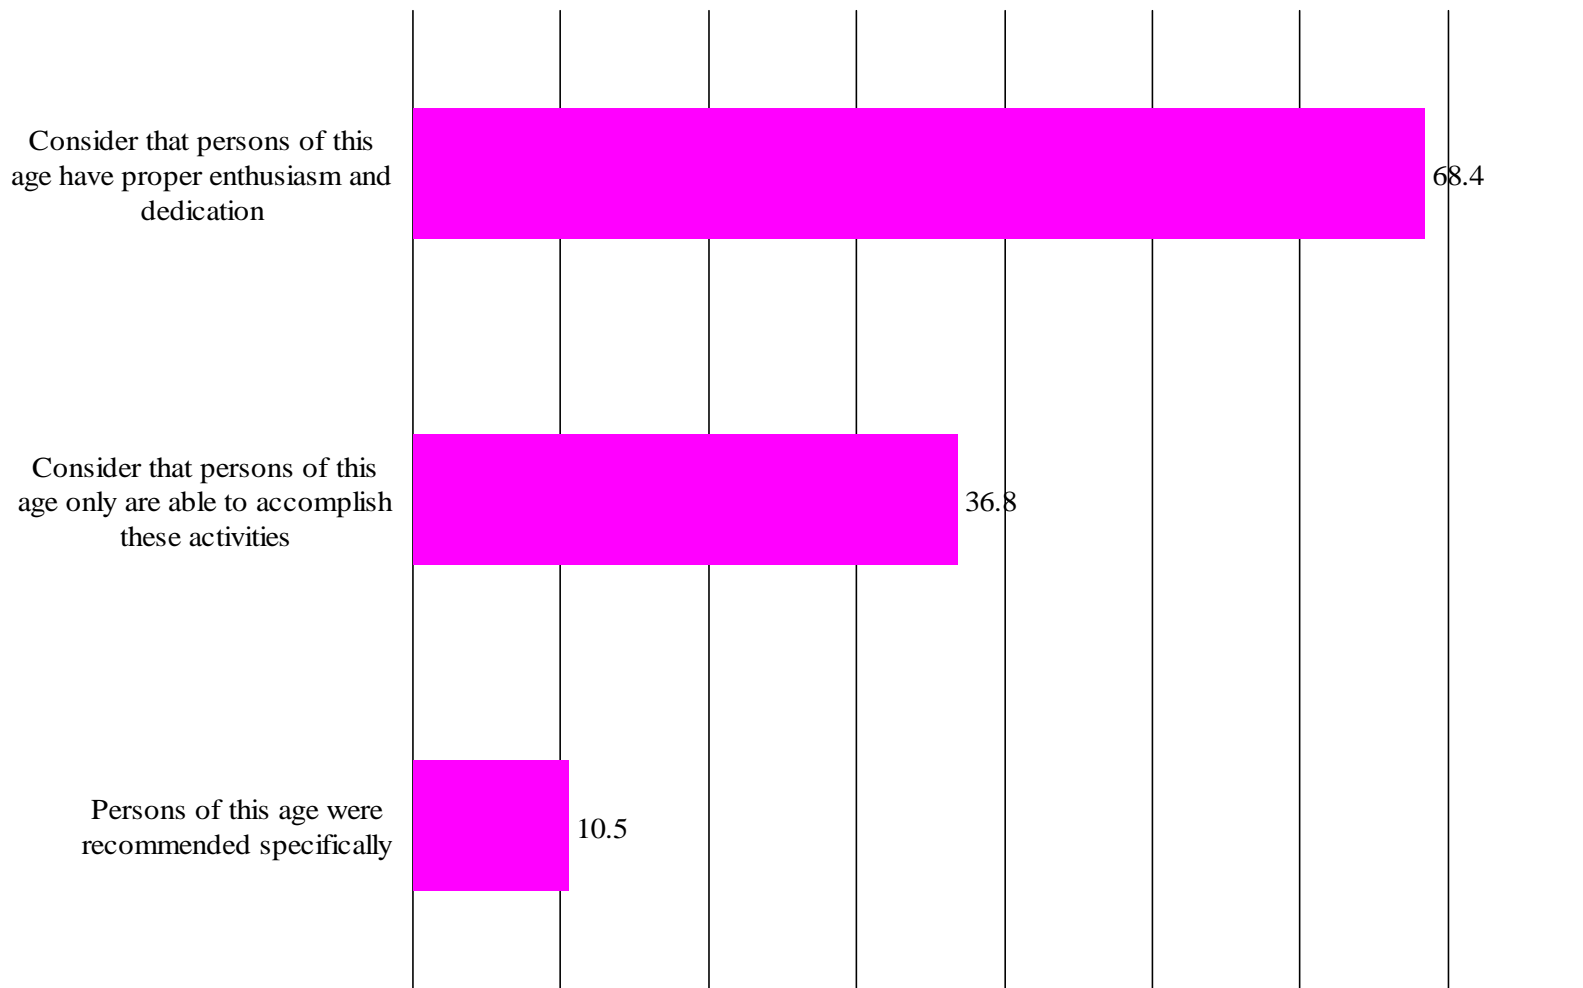 Consider that persons of this
age have proper enthusiasm and
dedication
68.4
Consider that persons of this
age only are able to accomplish
these activities
36.8
Persons of this age were
recommended specifically
10.5